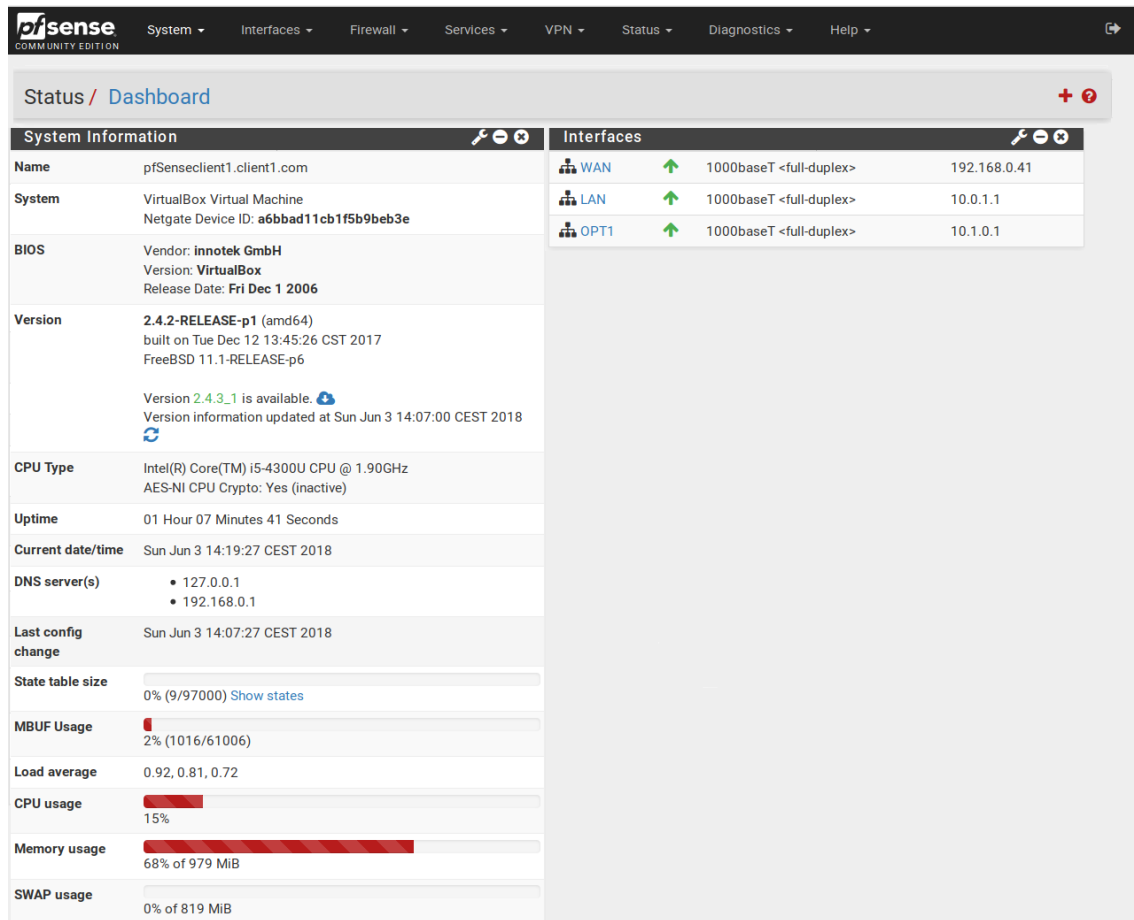 pfsense
COMMUNITY EDITION
System Interfaces Firewall Services VPN Status Diagnostics Help
Status / Dashboard
System Information
Name pfSenseclient1.client1.com
System VirtualBox Virtual Machine
Netgate Device ID: a6bbad11cb1f5b9beb3e
BIOS Vendor: innotek GmbH
Version: VirtualBox
Release Date: Fri Dec 1 2006
Version 2.4.2-RELEASE-p1 (amd64)
built on Tue Dec 12 13:45:26 CST 2017
FreeBSD 11.1-RELEASE-p6
Version 2.4.3_1 is available.
Version information updated at Sun Jun 3 14:07:00 CEST 2018
CPU Type Intel(R) Core(TM) i5-4300U CPU @ 1.90GHz
AES-NI CPU Crypto: Yes (inactive)
Uptime 01 Hour 07 Minutes 41 Seconds
Current date/time Sun Jun 3 14:19:27 CEST 2018
DNS server(s) • 127.0.0.1
• 192.168.0.1
Last config change Sun Jun 3 14:07:27 CEST 2018
State table size 0% (9/97000) Show states
MBUF Usage 2% (1016/61006)
Load average 0.92, 0.81, 0.72
CPU usage 15%
Memory usage 68% of 979 MiB
SWAP usage 0% of 819 MiB
Interfaces
WAN 1000baseT <full-duplex> 192.168.0.41
LAN 1000baseT <full-duplex> 10.0.1.1
OPT1 1000baseT <full-duplex> 10.1.0.1